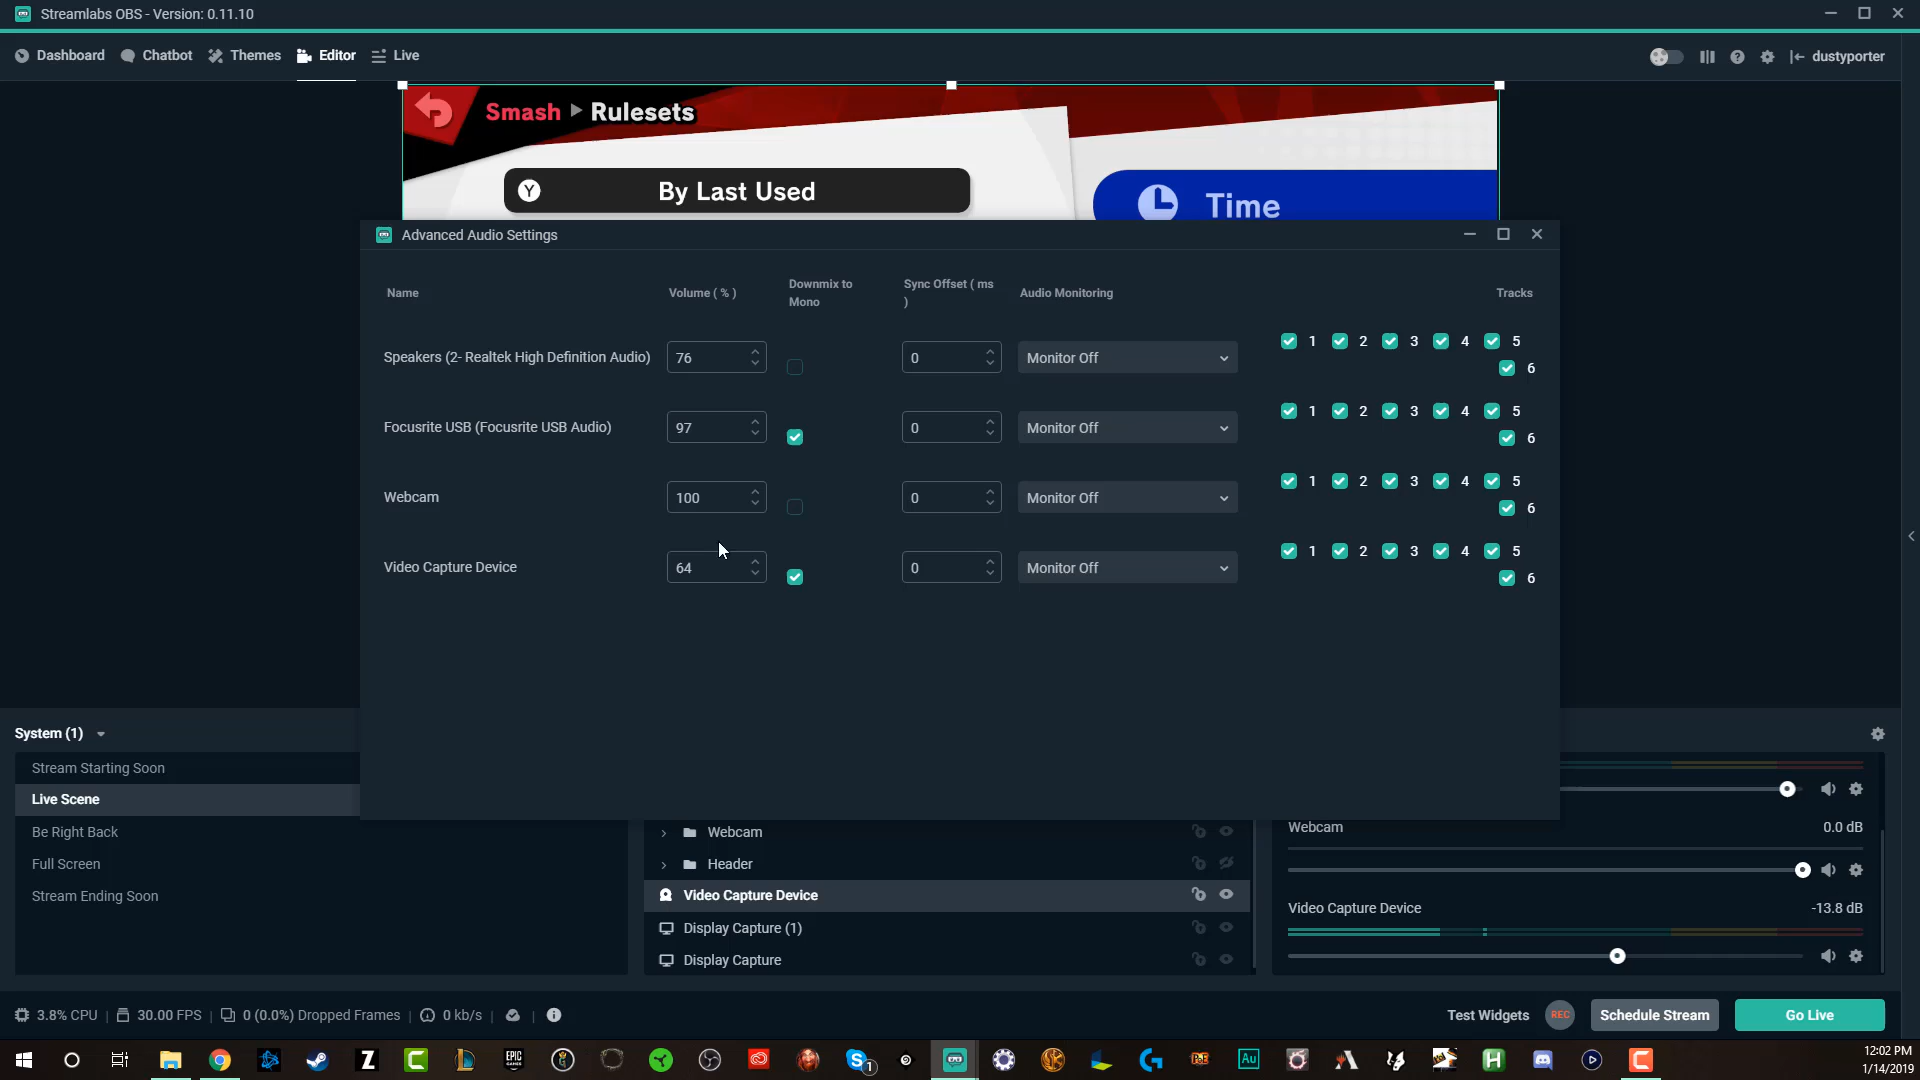 Streamlabs OBS - Version: 0.11.10
Dashboard Chatbot Themes Editor Live dustyporter
Smash Rulesets
Y By Last Used
Time
Advanced Audio Settings
Name Volume ( % ) Downmix to Mono Sync Offset ( ms ) Audio Monitoring Tracks
Speakers (2- Realtek High Definition Audio) 76 0 Monitor Off 1 2 3 4 5 6
Focusrite USB (Focusrite USB Audio) 97 0 Monitor Off 1 2 3 4 5 6
Webcam 100 0 Monitor Off 1 2 3 4 5 6
Video Capture Device 64 0 Monitor Off 1 2 3 4 5 6
System (1)
Stream Starting Soon
Live Scene
Be Right Back
Full Screen
Stream Ending Soon
Webcam
Header
Video Capture Device
Display Capture (1)
Display Capture
Webcam 0.0 dB
Video Capture Device -13.8 dB
3.8% CPU 30.00 FPS 0 (0.0%) Dropped Frames 0 kb/s
Test Widgets REC Schedule Stream Go Live
Z C EPIC GAMES S 1 PoE Au G H C
12:02 PM
1/14/2019